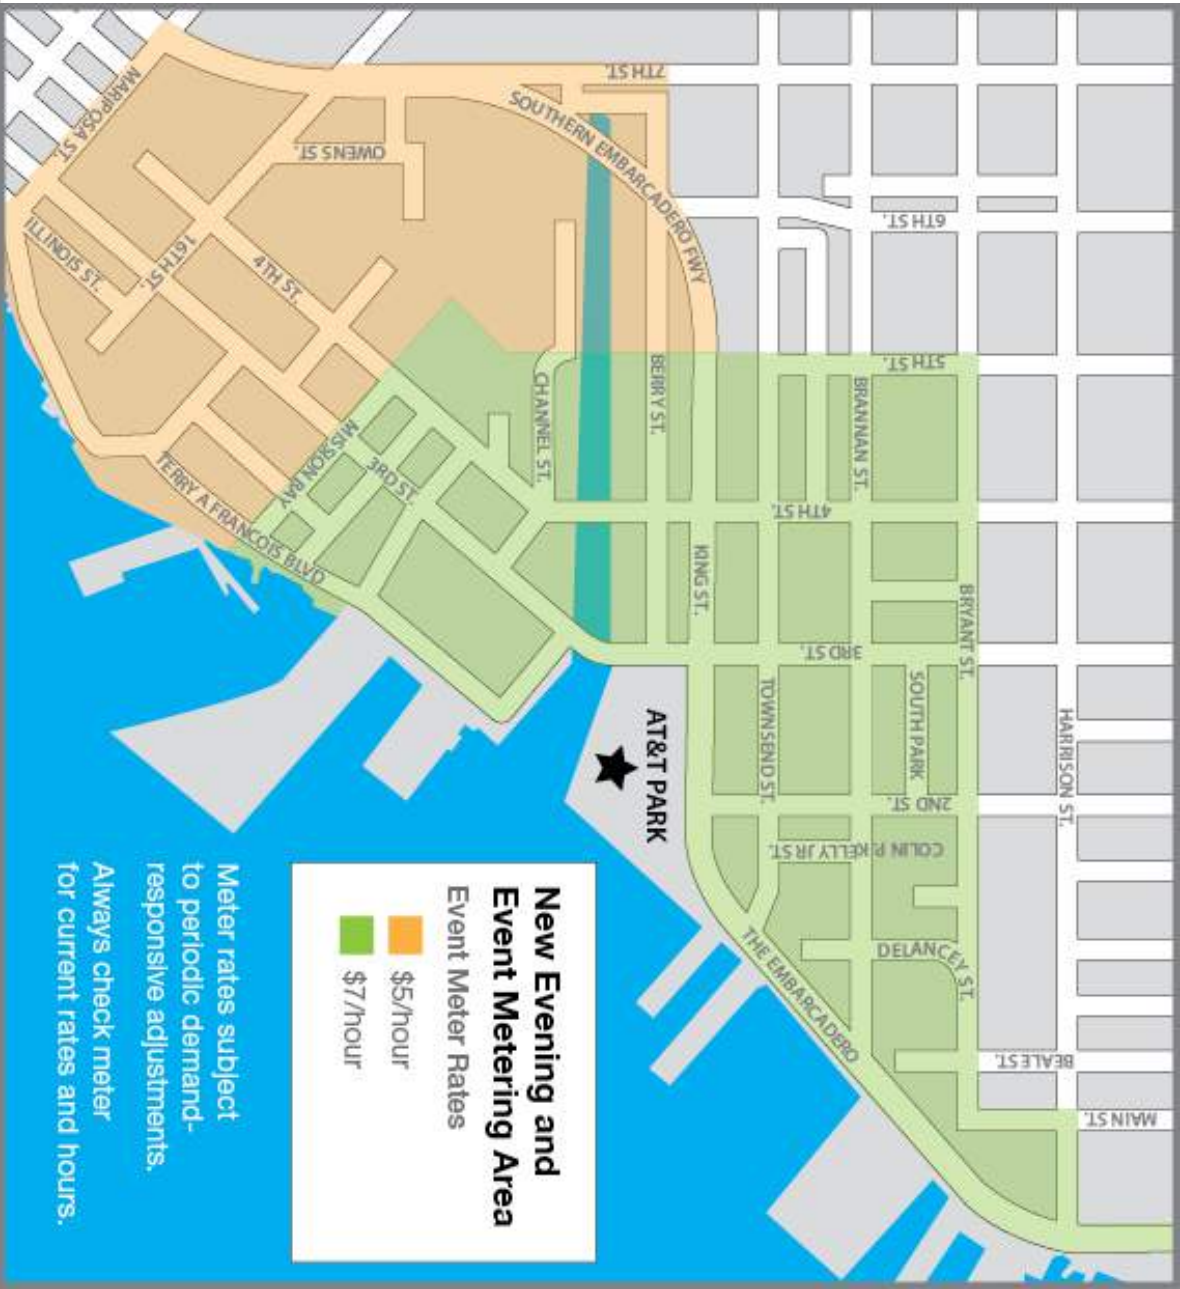 7TH ST.
MARIPOSA ST.
SOUTHERN EMBARCADERO FWY
OWENS ST.
6TH ST.
ILLINOIS ST.
16TH ST.
4TH ST.
5TH ST.
BERRY ST.
CHANNEL ST.
BRANNAN ST.
MISSION BAY
3RD ST.
TERRY A FRANCOIS BLVD
4TH ST.
KING ST.
BRYANT ST.
3RD ST.
TOWNSEND ST.
SOUTH PARK
HARRISON ST.
AT&T PARK
2ND ST.
COLIN P KELLY JR ST.
DELANCEY ST.
THE EMBARCADERO
BEALE ST.
MAIN ST.
New Evening and
Event Metering Area
Event Meter Rates
$5/hour
$7/hour
Meter rates subject
to periodic demand-
responsive adjustments.
Always check meter
for current rates and hours.